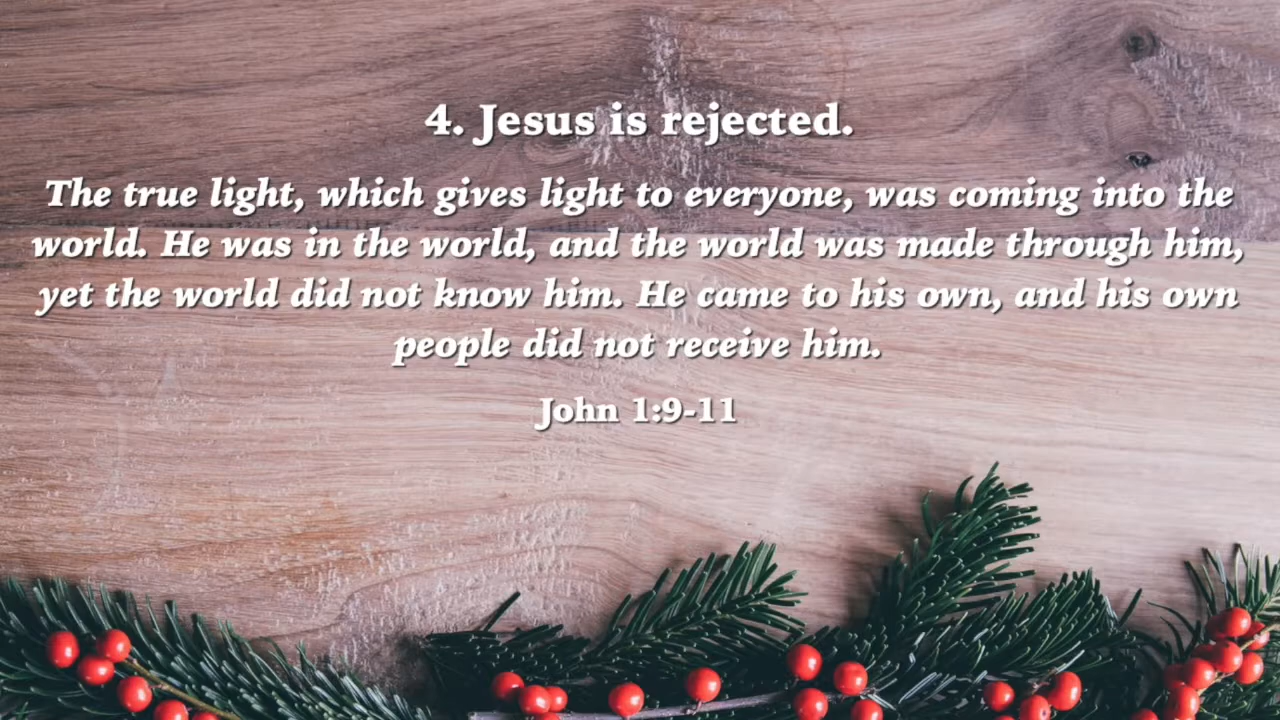 4. Jesus is rejected.
The true light, which gives light to everyone, was coming into the
world. He was in the world, and the world was made through him,
yet the world did not know him. He came to his own, and his own
people did not receive him.
John 1:9-11